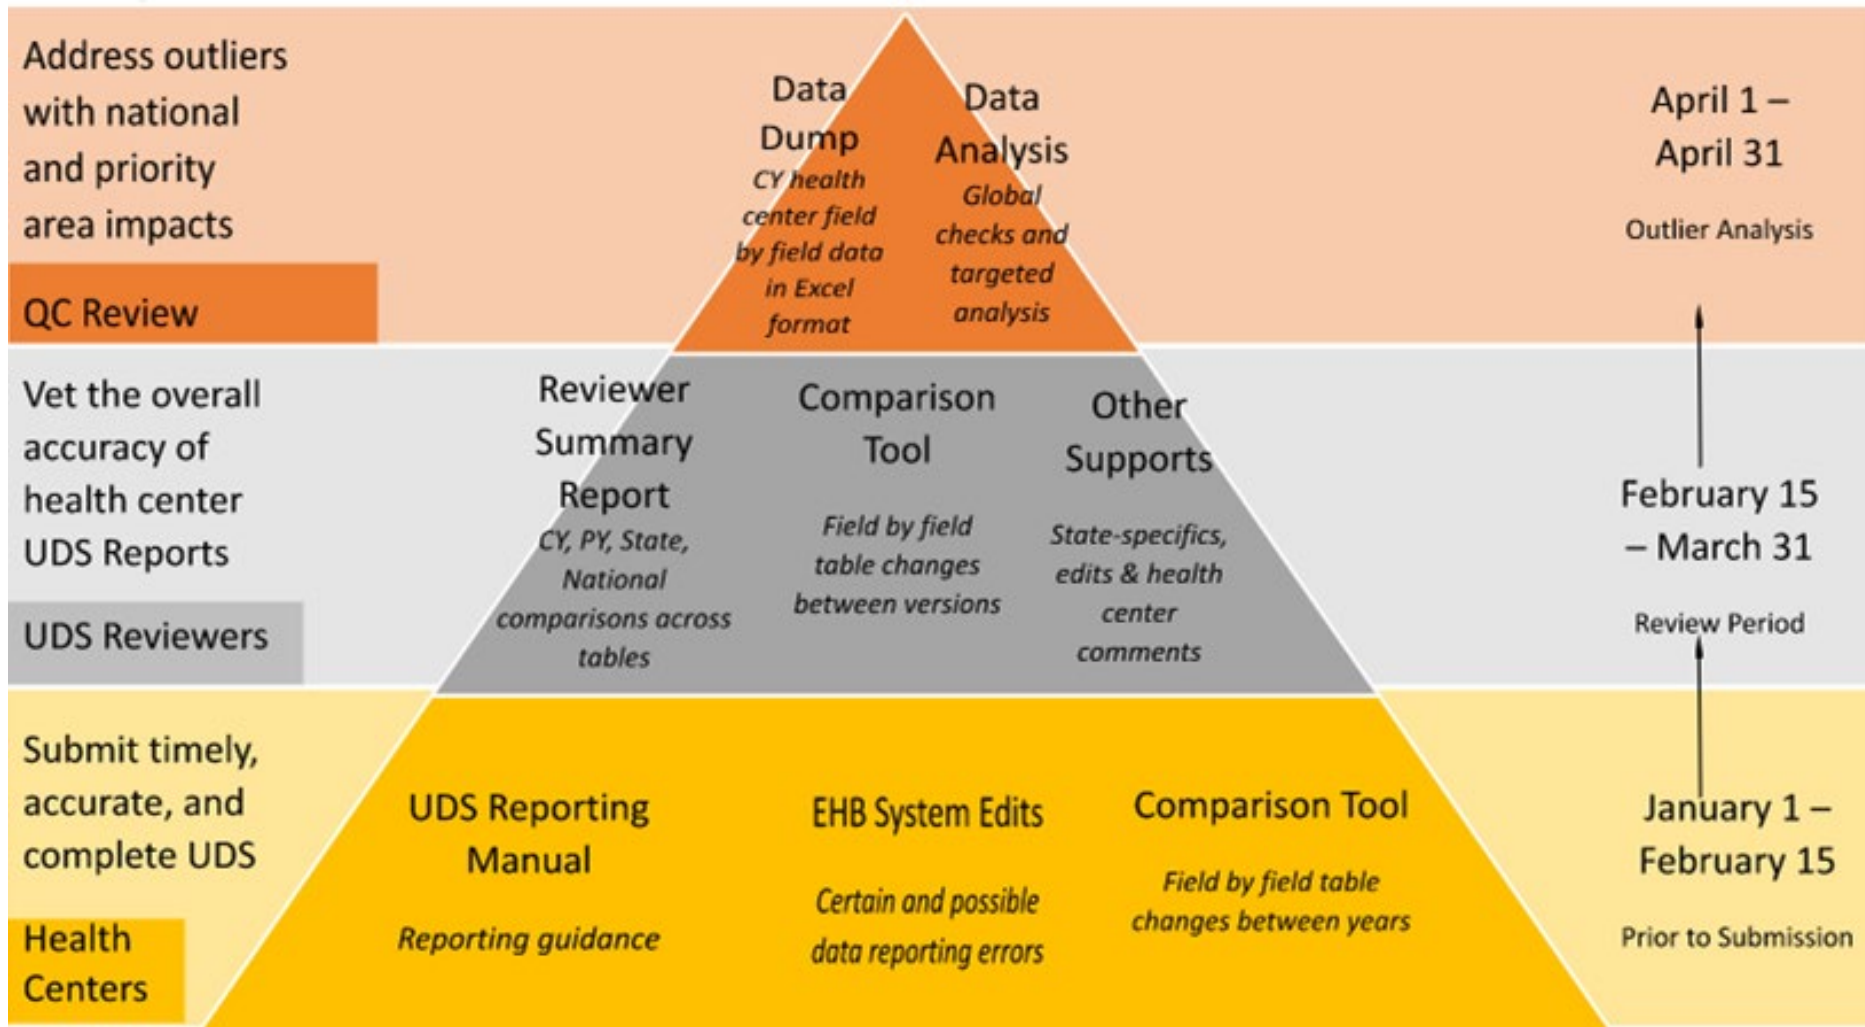 Address outliers
with national
and priority
area impacts
QC Review
Data
Dump
CY health
center field
by field data
in Excel
format
Data
Analysis
Global
checks and
targeted
analysis
April 1 –
April 31
Outlier Analysis
Vet the overall
accuracy of
health center
UDS Reports
UDS Reviewers
Reviewer
Summary
Report
CY, PY, State,
National
comparisons across
tables
Comparison
Tool
Field by field
table changes
between versions
Other
Supports
State-specifics,
edits & health
center
comments
February 15
– March 31
Review Period
Submit timely,
accurate, and
complete UDS
Health
Centers
UDS Reporting
Manual
Reporting guidance
EHB System Edits
Certain and possible
data reporting errors
Comparison Tool
Field by field table
changes between years
January 1 –
February 15
Prior to Submission